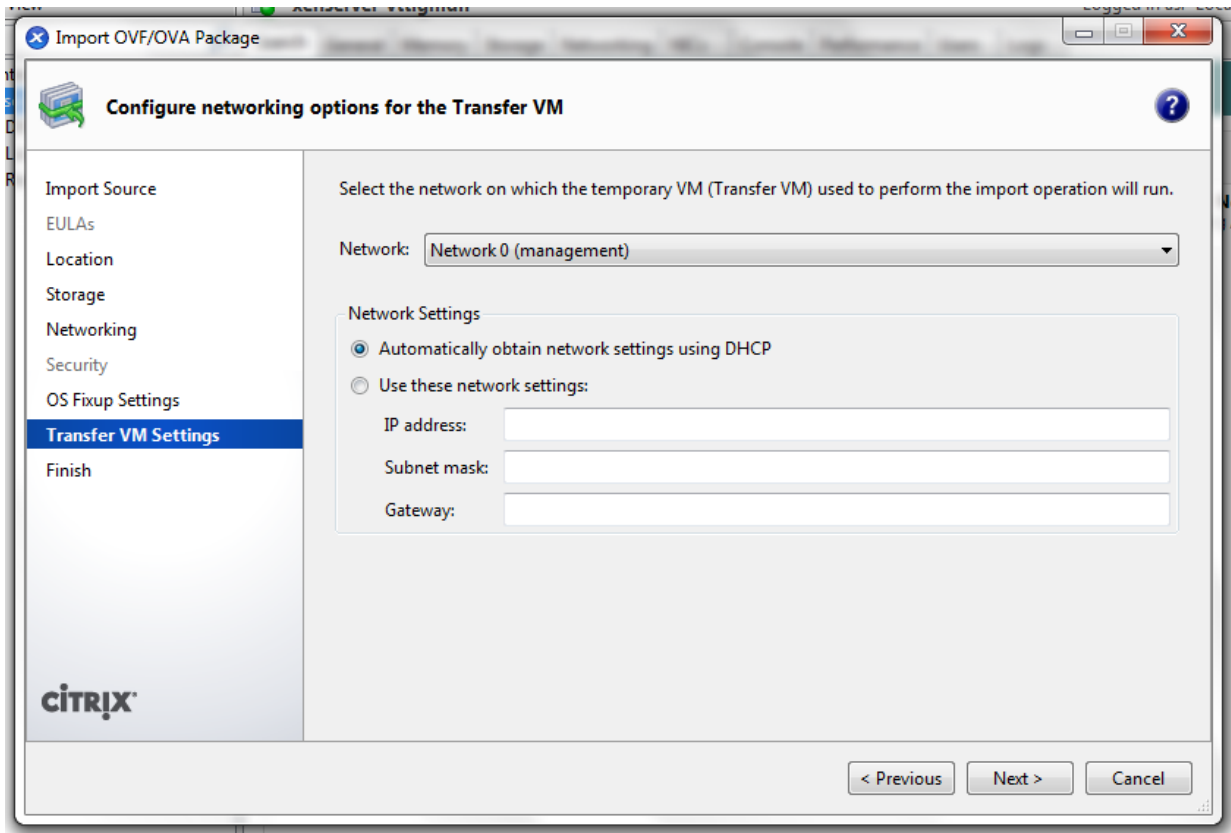 Import OVF/OVA Package
Configure networking options for the Transfer VM
?
Import Source
EULAs
Location
Storage
Networking
Security
OS Fixup Settings
Transfer VM Settings
Finish
CITRIX
Select the network on which the temporary VM (Transfer VM) used to perform the import operation will run.
Network: Network 0 (management)
Network Settings
Automatically obtain network settings using DHCP
Use these network settings:
IP address:
Subnet mask:
Gateway:
< Previous Next > Cancel